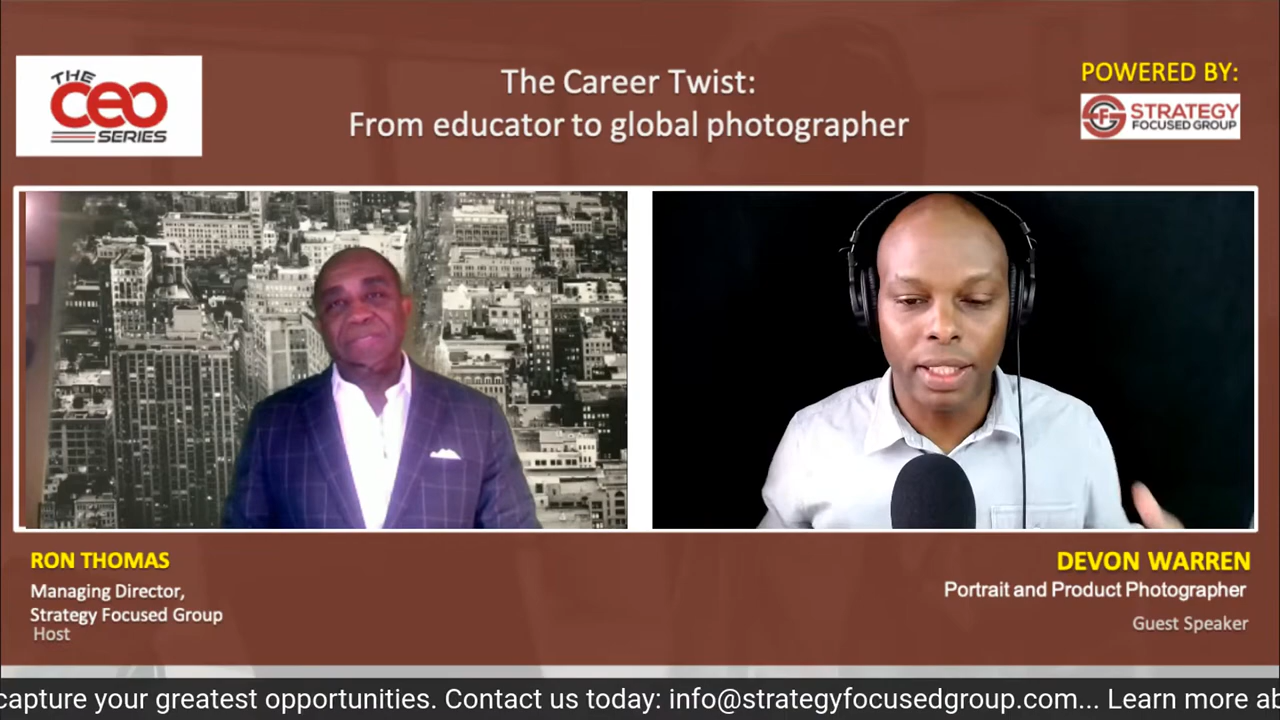 THE
CEO
SERIES
The Career Twist:
From educator to global photographer
POWERED BY:
SFG STRATEGY
FOCUSED GROUP
RON THOMAS
Managing Director,
Strategy Focused Group
Host
DEVON WARREN
Portrait and Product Photographer
Guest Speaker
capture your greatest opportunities. Contact us today: info@strategyfocusedgroup.com... Learn more ab